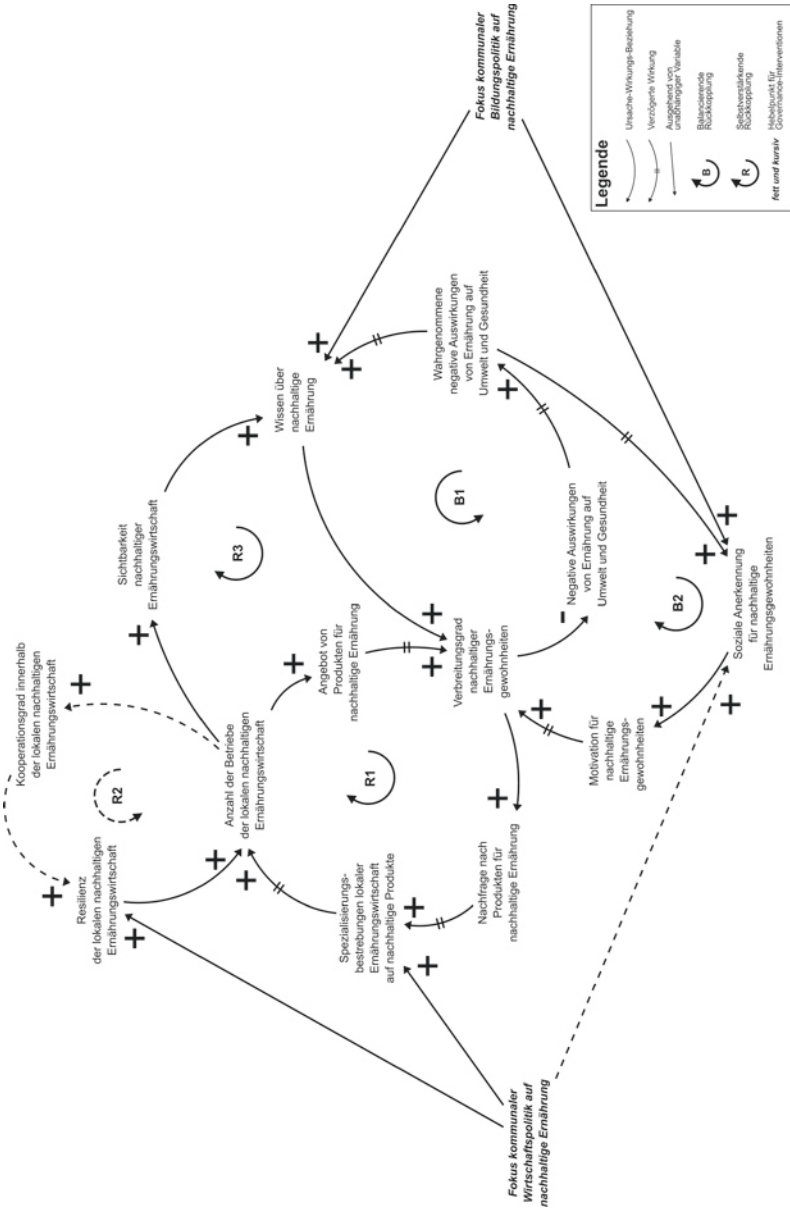 Kooperationsgrad innerhalb
der lokalen nachhaltigen
Ernährungswirtschaft
Resilienz
der lokalen nachhaltigen
Ernährungswirtschaft
R2
Sichtbarkeit
nachhaltiger
Ernährungswirtschaft
Anzahl der Betriebe
der lokalen nachhaltigen
Ernährungswirtschaft
R3
Wissen über
nachhaltige
Ernährung
Spezialisierungs-
bestrebungen lokaler
Ernährungswirtschaft
auf nachhaltige Produkte
R1
Angebot von
Produkten für
nachhaltige Ernährung
Verbreitungsgrad
nachhaltiger
Ernährungs-
gewohnheiten
B1
Wahrgenommene
negative Auswirkungen
von Ernährung auf
Umwelt und Gesundheit
Nachfrage nach
Produkten für
nachhaltige Ernährung
Negative Auswirkungen
von Ernährung auf
Umwelt und Gesundheit
Motivation für
nachhaltige
Ernährungs-
gewohnheiten
B2
Soziale Anerkennung
für nachhaltige
Ernährungsgewohnheiten
Fokus kommunaler
Wirtschaftspolitik auf
nachhaltige Ernährung
Fokus kommunaler
Bildungspolitik auf
nachhaltige Ernährung
Legende
Ursache-Wirkungs-Beziehung
Verzögerte Wirkung
Ausgehend von
unabhängiger Variable
B
Balancierende
Rückkopplung
R
Selbstverstärkende
Rückkopplung
fett und kursiv
Hebelpunkt für
Governance-Interventionen